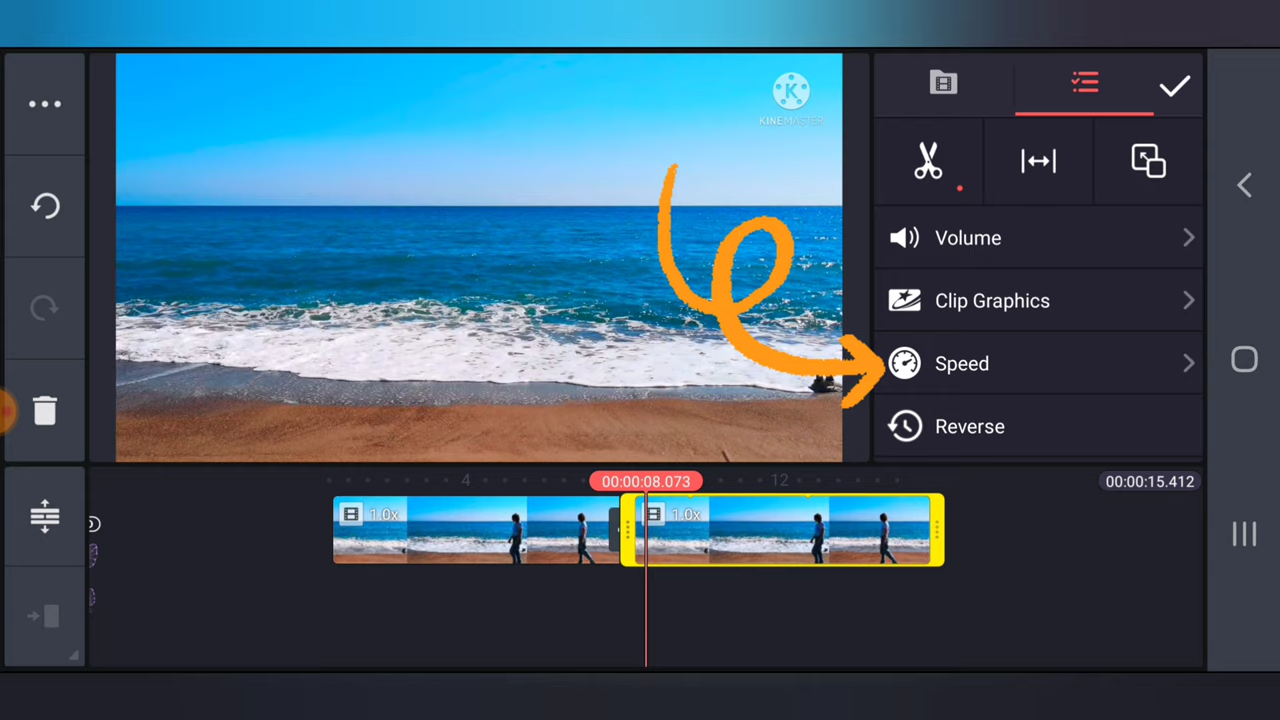 K
KINEMASTER
Volume
Clip Graphics
Speed
Reverse
4
00:00:08.073
12
00:00:15.412
1.0x
1.0x